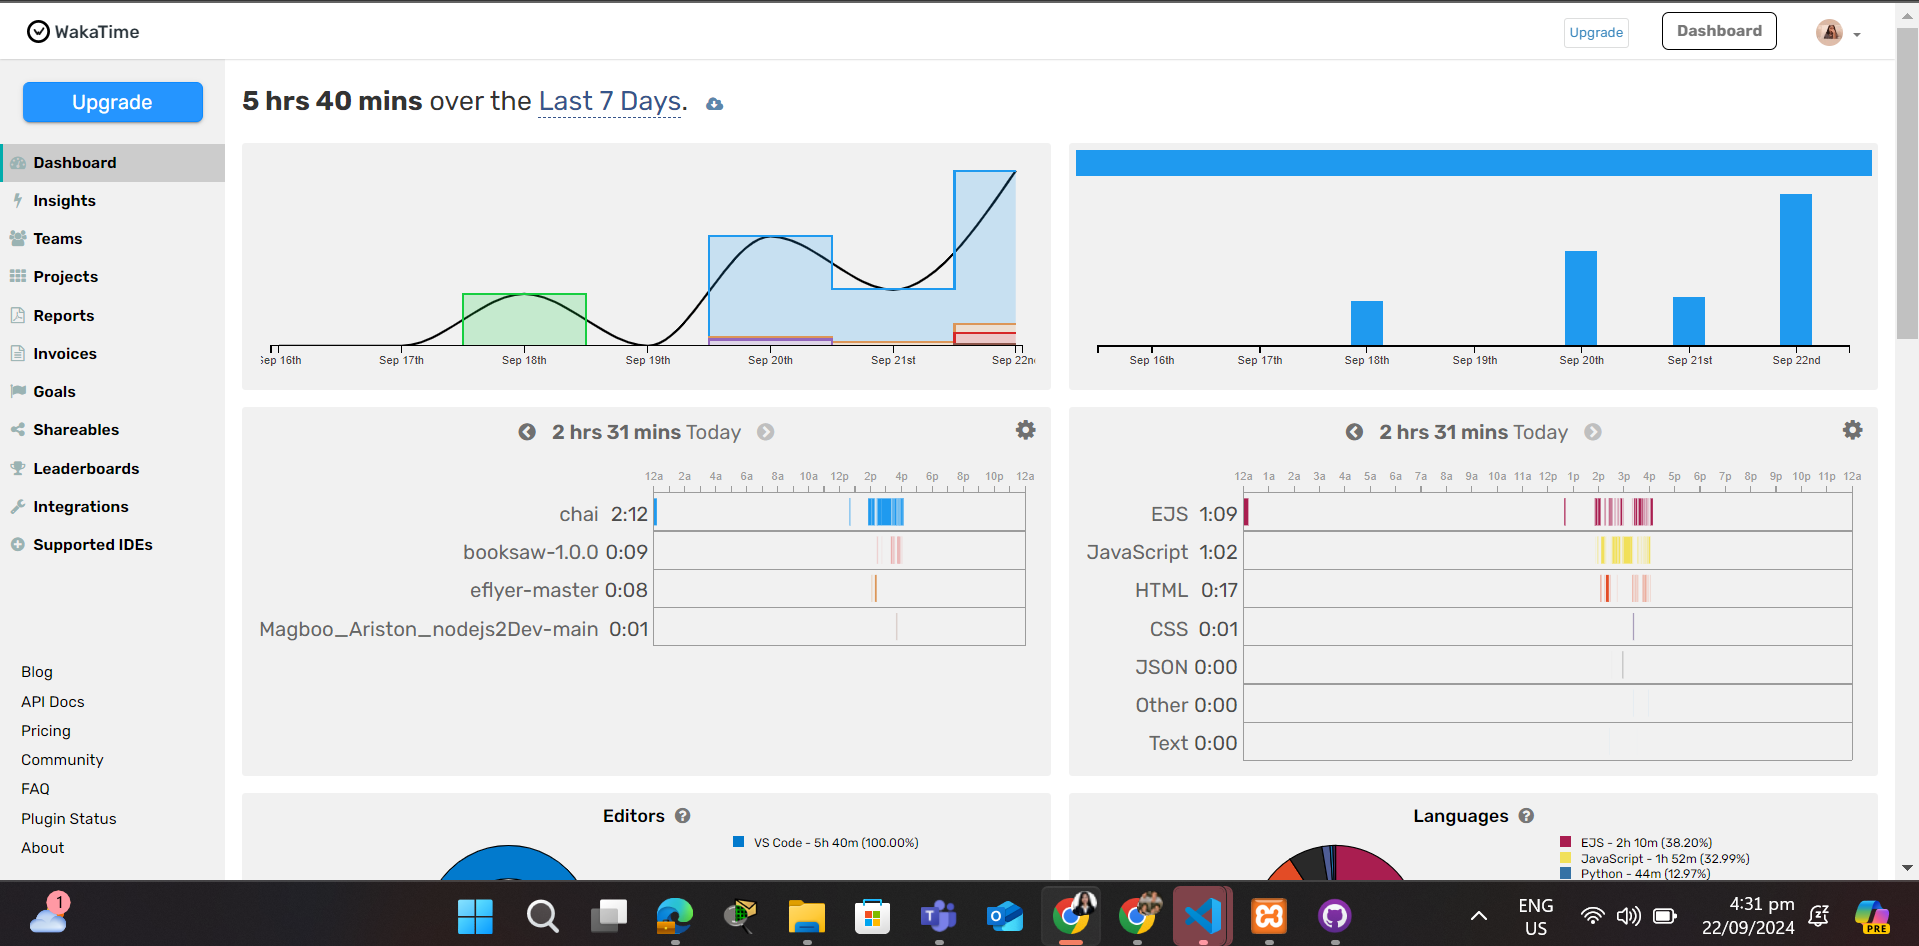 WakaTime
Upgrade
Dashboard
Upgrade
Dashboard
Insights
Teams
Projects
Reports
Invoices
Goals
Shareables
Leaderboards
Integrations
Supported IDEs
Blog
API Docs
Pricing
Community
FAQ
Plugin Status
About
5 hrs 40 mins over the Last 7 Days.
Sep 16th Sep 17th Sep 18th Sep 19th Sep 20th Sep 21st Sep 22n
Sep 16th Sep 17th Sep 18th Sep 19th Sep 20th Sep 21st Sep 22nd
2 hrs 31 mins Today
12a 2a 4a 6a 8a 10a 12p 2p 4p 6p 8p 10p 12a
chai 2:12
booksaw-1.0.0 0:09
eflyer-master 0:08
Magboo_Ariston_nodejs2Dev-main 0:01
2 hrs 31 mins Today
12a 1a 2a 3a 4a 5a 6a 7a 8a 9a 10a 11a 12p 1p 2p 3p 4p 5p 6p 7p 8p 9p 10p 11p 12a
EJS 1:09
JavaScript 1:02
HTML 0:17
CSS 0:01
JSON 0:00
Other 0:00
Text 0:00
Editors ?
VS Code - 5h 40m (100.00%)
Languages ?
EJS - 2h 10m (38.20%)
JavaScript - 1h 52m (32.99%)
Python - 44m (12.97%)
1
ENG
US
4:31 pm
22/09/2024
PRE